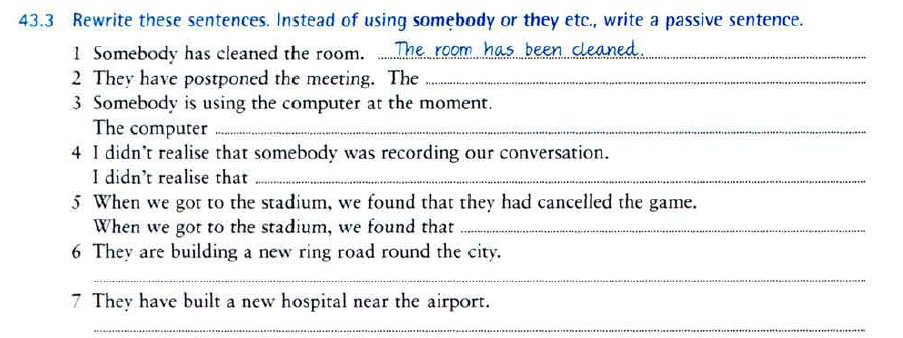 43.3 Rewrite these sentences. Instead of using somebody or they etc., write a passive sentence.
1 Somebody has cleaned the room. The room has been cleaned.
2 They have postponed the meeting. The
3 Somebody is using the computer at the moment.
The computer
4 I didn't realise that somebody was recording our conversation.
I didn't realise that
5 When we got to the stadium, we found that they had cancelled the game.
When we got to the stadium, we found that
6 They are building a new ring road round the city.
7 They have built a new hospital near the airport.